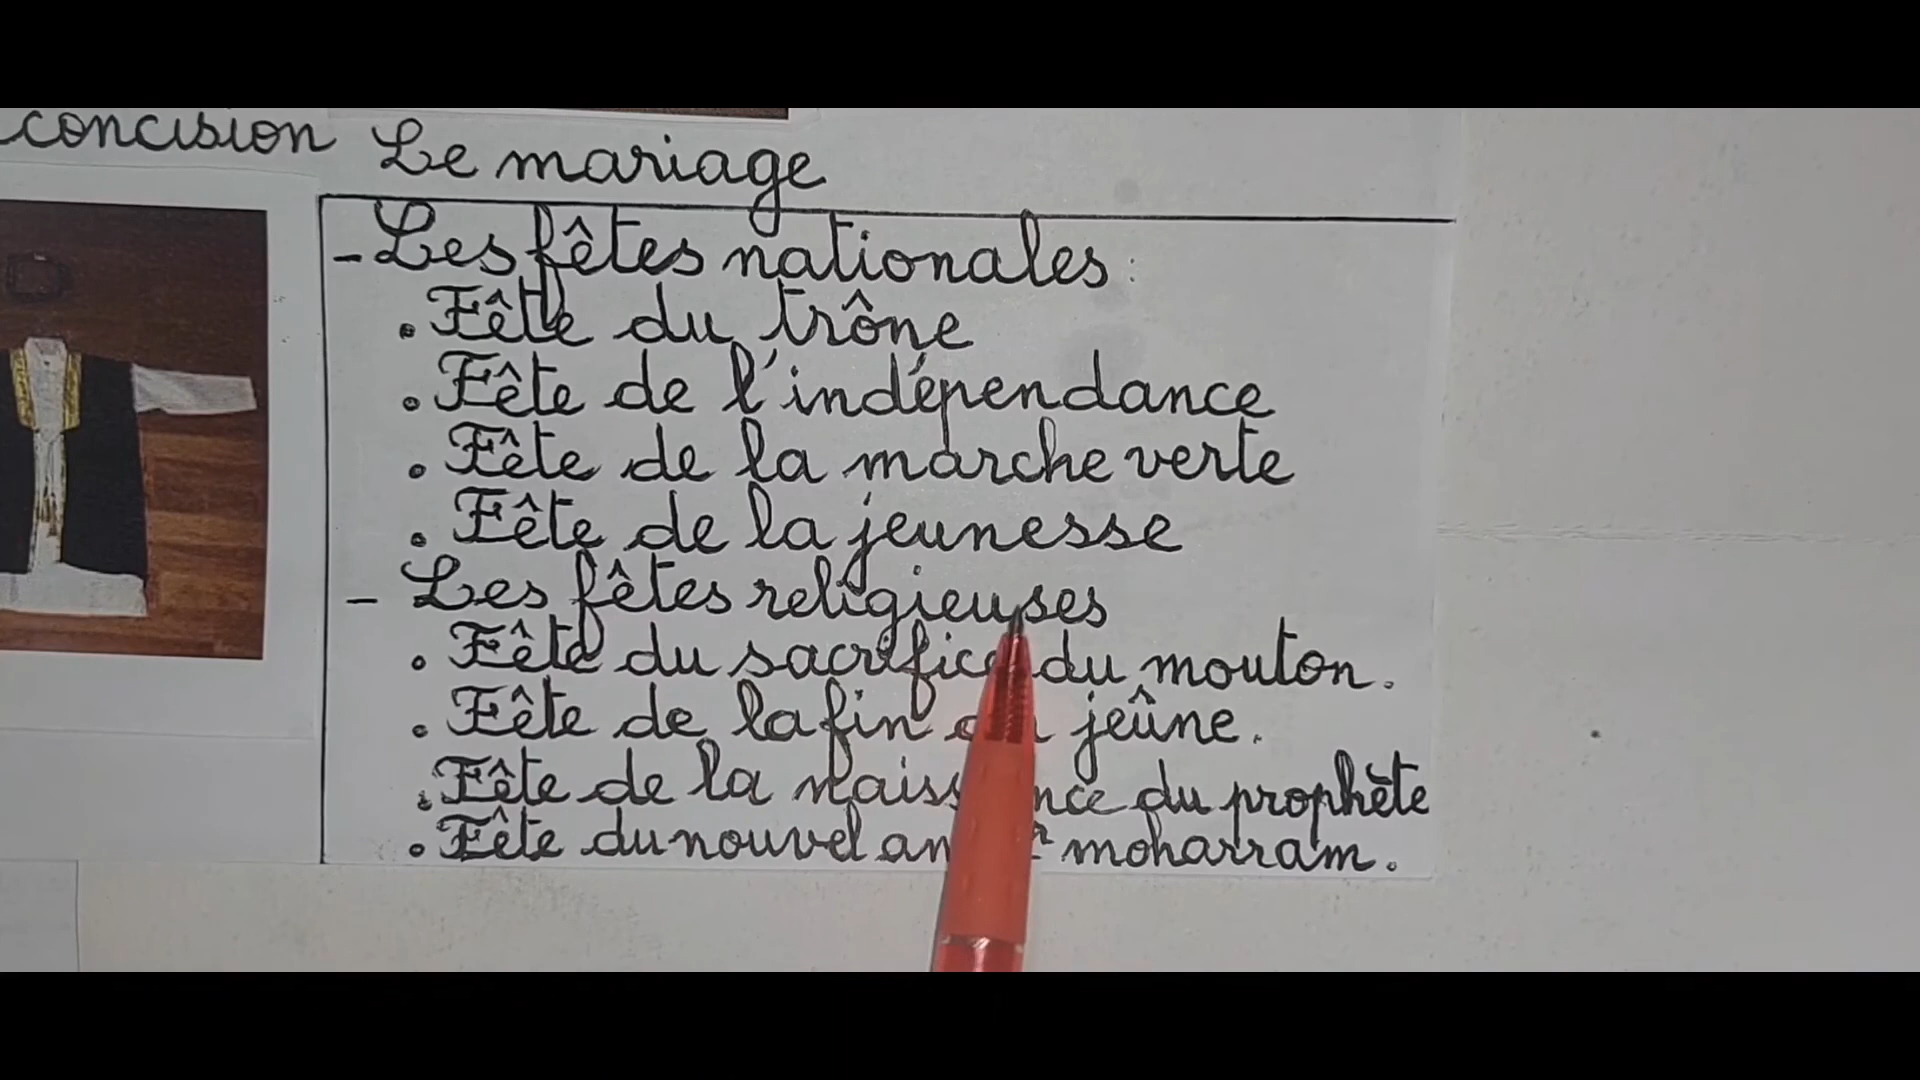 concision Le mariage
- Les fêtes nationales:
. Fête du trône
. Fête de l'indépendance
. Fête de la marche verte
. Fête de la jeunesse
- Les fêtes religieuses
. Fête du sacrifice du mouton.
. Fête de la fin jeûne.
. Fête de la du prophète
. Fête du nouvel an moharram.